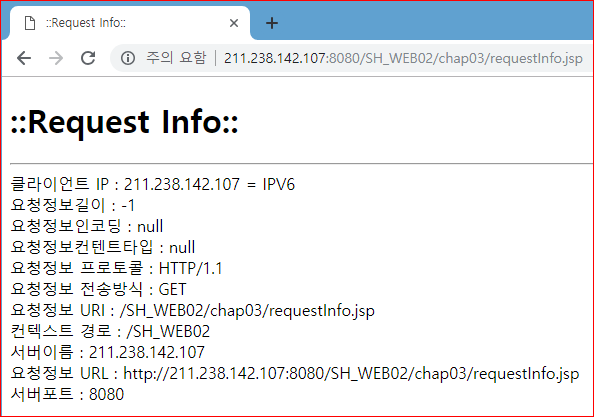 ::Request Info::
주의 요함 | 211.238.142.107:8080/SH_WEB02/chap03/requestInfo.jsp
::Request Info::
클라이언트 IP : 211.238.142.107 = IPV6
요청정보길이 : -1
요청정보인코딩 : null
요청정보컨텐트타입 : null
요청정보 프로토콜 : HTTP/1.1
요청정보 전송방식 : GET
요청정보 URI : /SH_WEB02/chap03/requestInfo.jsp
컨텍스트 경로 : /SH_WEB02
서버이름 : 211.238.142.107
요청정보 URL : http://211.238.142.107:8080/SH_WEB02/chap03/requestInfo.jsp
서버포트 : 8080